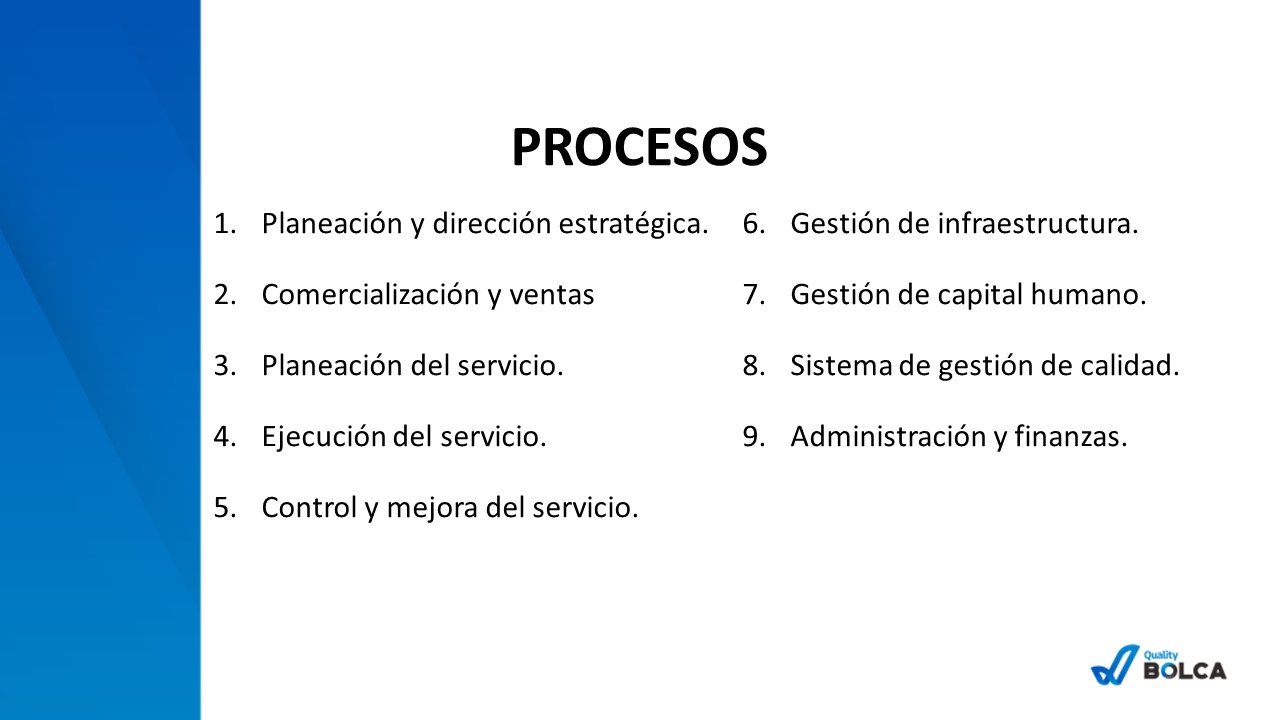 PROCESOS
1. Planeación y dirección estratégica.
2. Comercialización y ventas
3. Planeación del servicio.
4. Ejecución del servicio.
5. Control y mejora del servicio.
6. Gestión de infraestructura.
7. Gestión de capital humano.
8. Sistema de gestión de calidad.
9. Administración y finanzas.
Quality
BOLCA